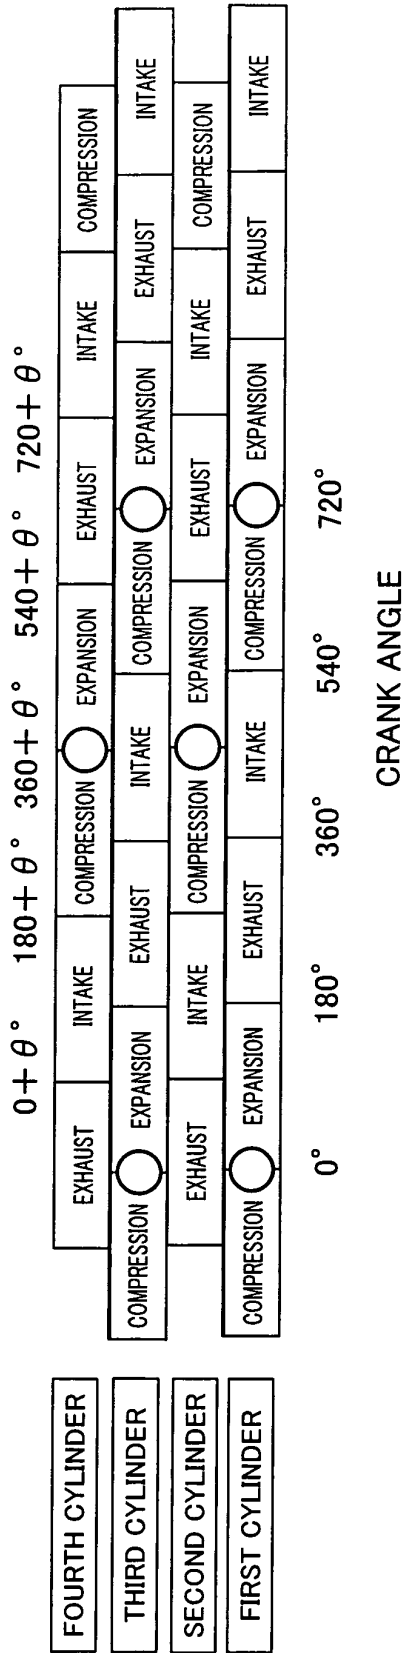 0+θ° 180+θ° 360+θ° 540+θ° 720+θ°
FOURTH CYLINDER EXHAUST INTAKE COMPRESSION EXPANSION EXHAUST INTAKE COMPRESSION
THIRD CYLINDER COMPRESSION EXPANSION EXHAUST INTAKE COMPRESSION EXPANSION EXHAUST INTAKE
SECOND CYLINDER EXHAUST INTAKE COMPRESSION EXPANSION EXHAUST INTAKE COMPRESSION
FIRST CYLINDER COMPRESSION EXPANSION EXHAUST INTAKE COMPRESSION EXPANSION EXHAUST INTAKE
0° 180° 360° 540° 720°
CRANK ANGLE